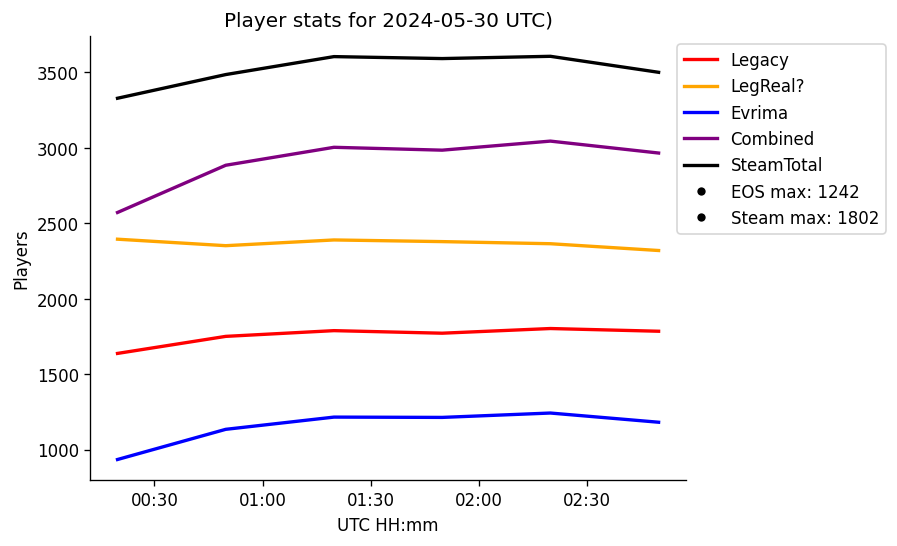 Player stats for 2024-05-30 UTC)
Legacy
LegReal?
Evrima
Combined
SteamTotal
EOS max: 1242
Steam max: 1802
3500
3000
2500
2000
1500
1000
Players
00:30 01:00 01:30 02:00 02:30
UTC HH:mm